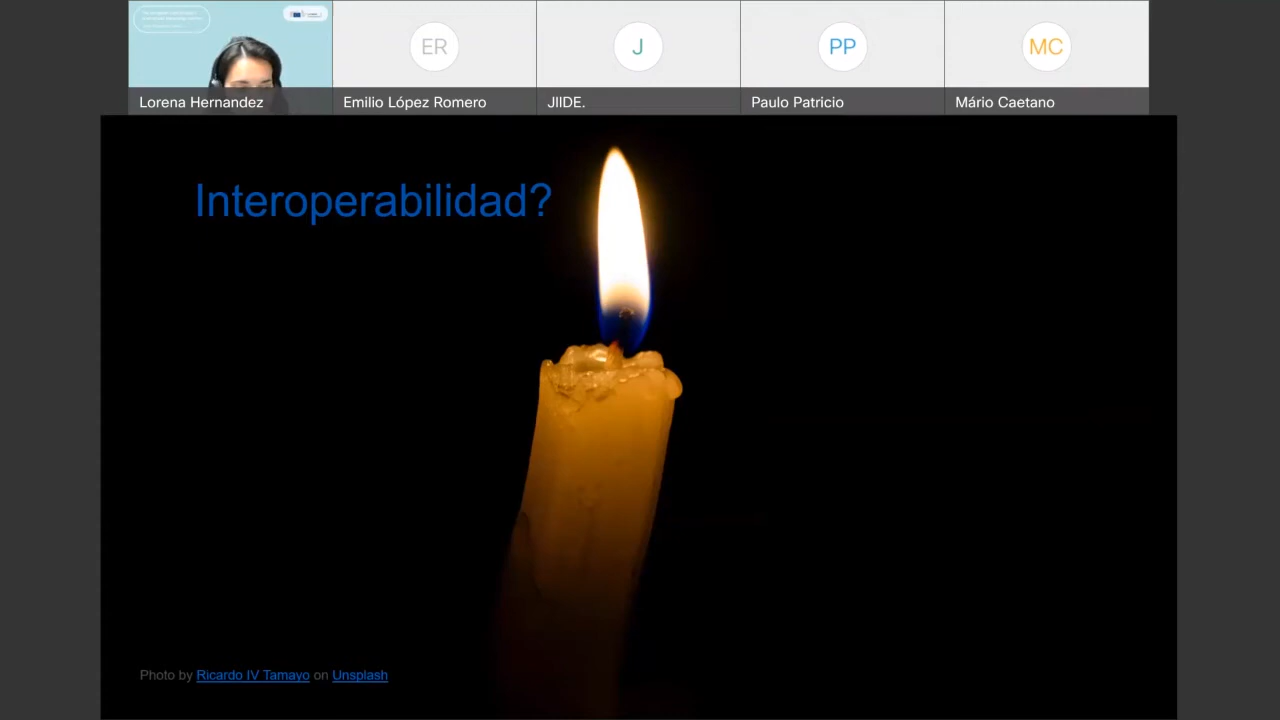 Lorena Hernandez
ER
Emilio López Romero
J
JIIDE.
PP
Paulo Patricio
MC
Mário Caetano
Interoperabilidad?
Photo by Ricardo IV Tamayo on Unsplash